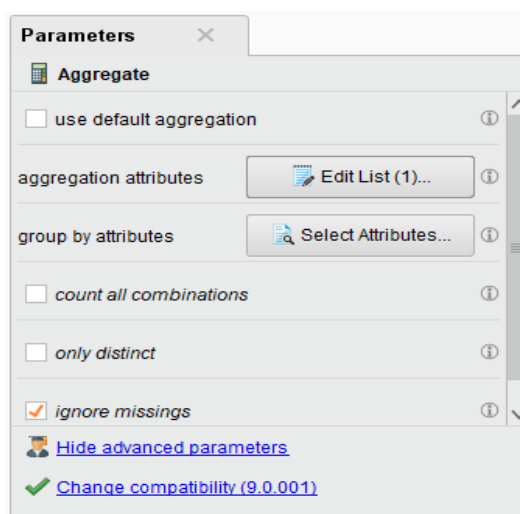 Parameters
Aggregate
use default aggregation
aggregation attributes
Edit List (1)...
group by attributes
Select Attributes...
count all combinations
only distinct
ignore missings
Hide advanced parameters
Change compatibility (9.0.001)